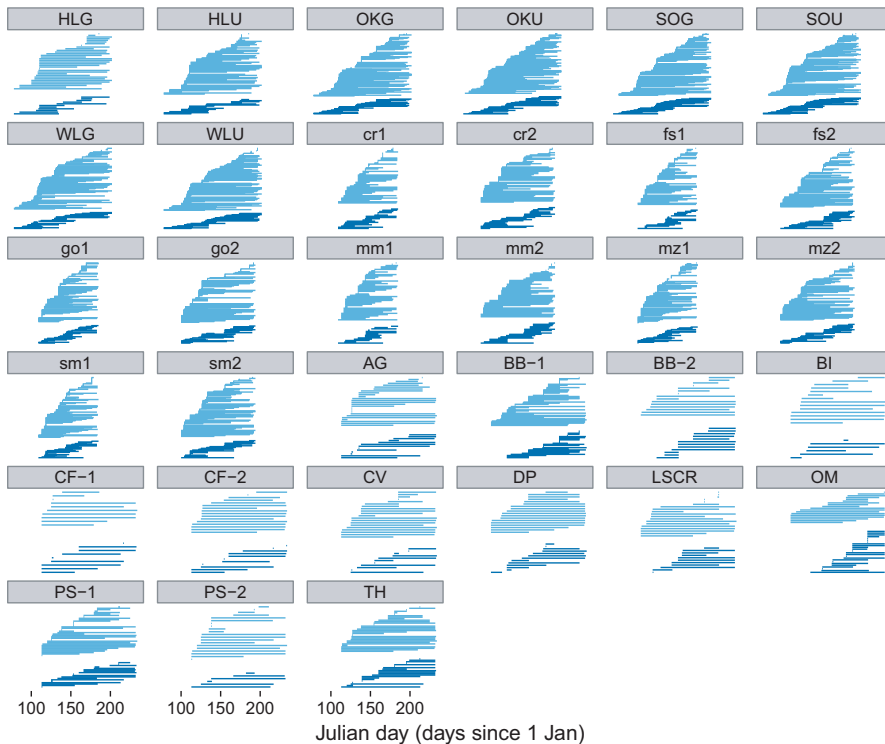 HLG HLU OKG OKU SOG SOU
WLG WLU cr1 cr2 fs1 fs2
go1 go2 mm1 mm2 mz1 mz2
sm1 sm2 AG BB−1 BB−2 BI
CF−1 CF−2 CV DP LSCR OM
PS−1 PS−2 TH
100 150 200 100 150 200 100 150 200
Julian day (days since 1 Jan)